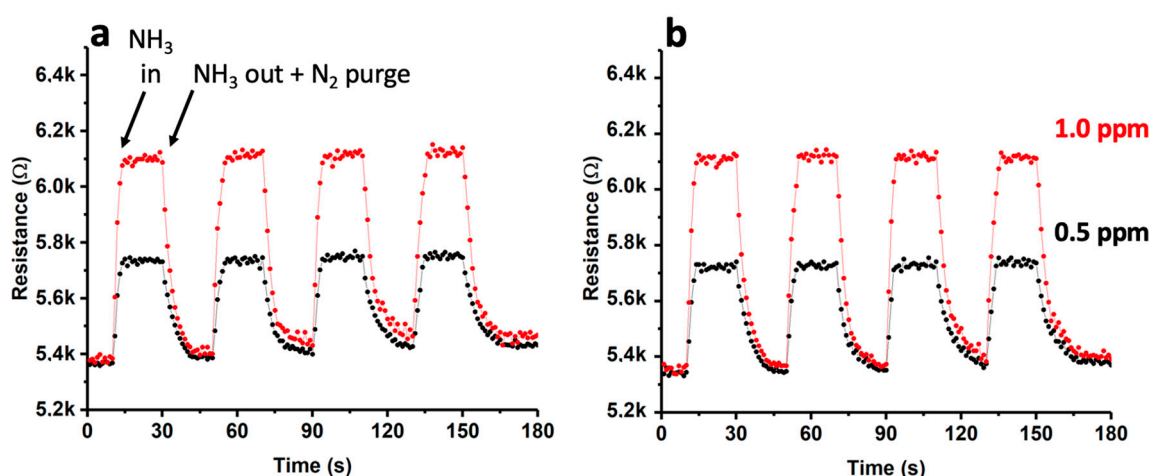 a
NH₃
in
NH₃ out + N₂ purge
Resistance (Ω)
6.4k
6.2k
6.0k
5.8k
5.6k
5.4k
5.2k
0 30 60 90 120 150 180
Time (s)
b
1.0 ppm
0.5 ppm
Resistance (Ω)
6.4k
6.2k
6.0k
5.8k
5.6k
5.4k
5.2k
0 30 60 90 120 150 180
Time (s)